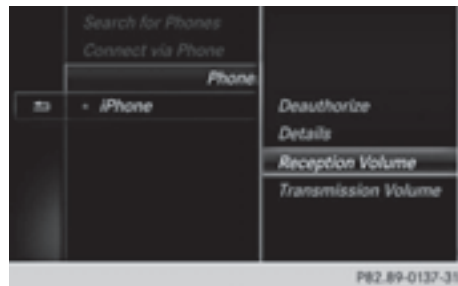 Search for Phones
Connect via Phone
Phone
iPhone
Deauthorize
Details
Reception Volume
Transmission Volume
P82.89-0137-31